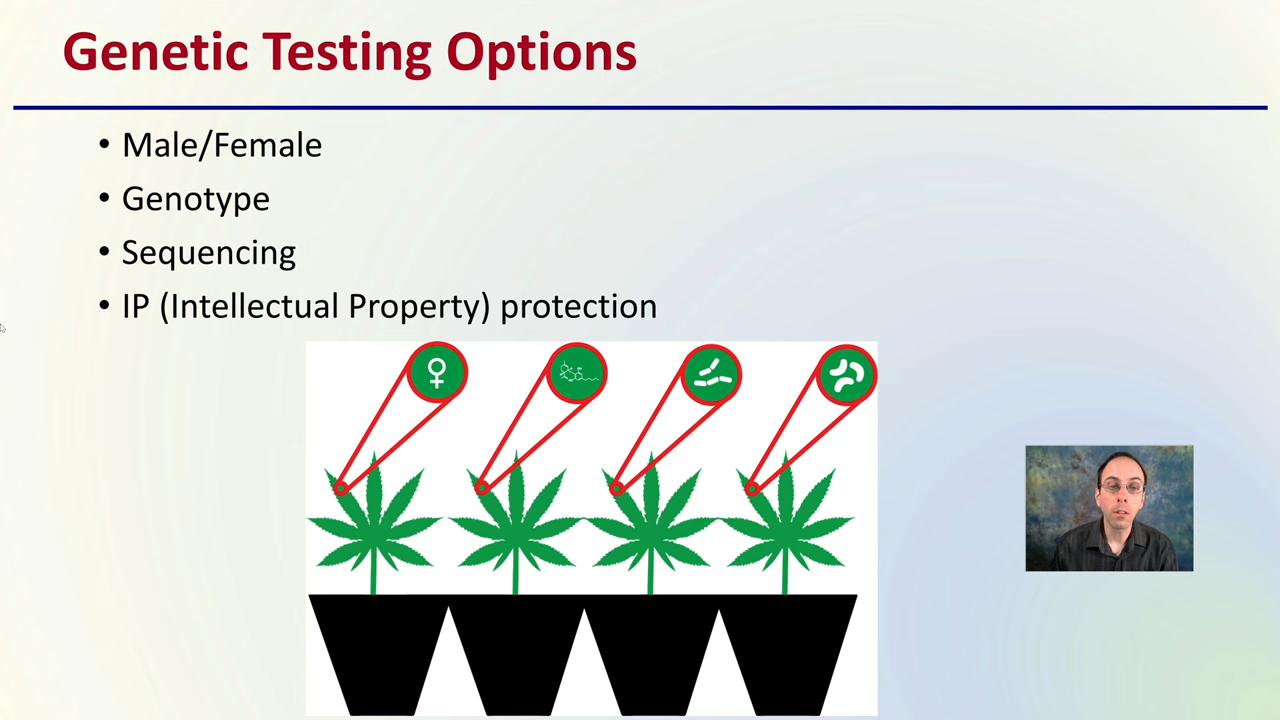 Genetic Testing Options
• Male/Female
• Genotype
• Sequencing
• IP (Intellectual Property) protection